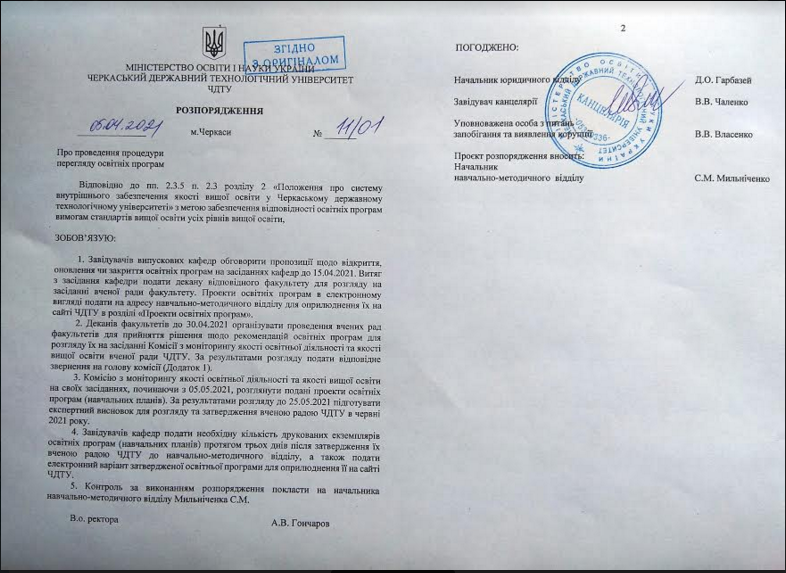 ЗГІДНО
З ОРИГІНАЛОМ
МІНІСТЕРСТВО ОСВІТИ І НАУКИ УКРАЇНИ
ЧЕРКАСЬКИЙ ДЕРЖАВНИЙ ТЕХНОЛОГІЧНИЙ УНІВЕРСИТЕТ
ЧДТУ
РОЗПОРЯДЖЕННЯ
05.04.2021 м.Черкаси № 11/01
Про проведення процедури
перегляду освітніх програм
Відповідно до пп. 2.3.5 п. 2.3 розділу 2 «Положення про систему
внутрішнього забезпечення якості вищої освіти у Черкаському державному
технологічному університеті» з метою забезпечення відповідності освітніх програм
вимогам стандартів вищої освіти усіх рівнів вищої освіти,
ЗОБОВ'ЯЗУЮ:
1. Завідувачів випускових кафедр обговорити пропозиції щодо відкриття,
оновлення чи закриття освітніх програм на засіданнях кафедр до 15.04.2021. Витяг
з засідання кафедри подати декану відповідного факультету для розгляду на
засіданні вченої ради факультету. Проекти освітніх програм в електронному
вигляді подати на адресу навчально-методичного відділу для оприлюднення їх на
сайті ЧДТУ в розділі «Проекти освітніх програм».
2. Деканів факультетів до 30.04.2021 організувати проведення вчених рад
факультетів для прийняття рішення щодо рекомендацій освітніх програм для
розгляду їх на засіданні Комісії з моніторингу якості освітньої діяльності та якості
вищої освіти вченої ради ЧДТУ. За результатами розгляду подати відповідне
звернення на голову комісії (Додаток 1).
3. Комісію з моніторингу якості освітньої діяльності та якості вищої освіти
на своїх засіданнях, починаючи з 05.05.2021, розглянути подані проекти освітніх
програм (навчальних планів). За результатами розгляду до 25.05.2021 підготувати
експертний висновок для розгляду та затвердження вченою радою ЧДТУ в червні
2021 року.
4. Завідувачів кафедр подати необхідну кількість друкованих екземплярів
освітніх програм (навчальних планів) протягом трьох днів після затвердження їх
вченою радою ЧДТУ до навчально-методичного відділу, а також подати
електронний варіант затвердженої освітньої програми для оприлюднення її на сайті
ЧДТУ.
5. Контроль за виконанням розпорядження покласти на начальника
навчально-методичного відділу Мильніченка С.М.
В.о. ректора А.В. Гончаров
2
ПОГОДЖЕНО:
Начальник юридичного відділу Д.О. Гарбазей
Завідувач канцелярії В.В. Чаленко
Уповноважена особа з питань
запобігання та виявлення корупції В.В. Власенко
Проєкт розпорядження вносить:
Начальник
навчально-методичного відділу С.М. Мильніченко
КАНЦЕЛЯРІЯ